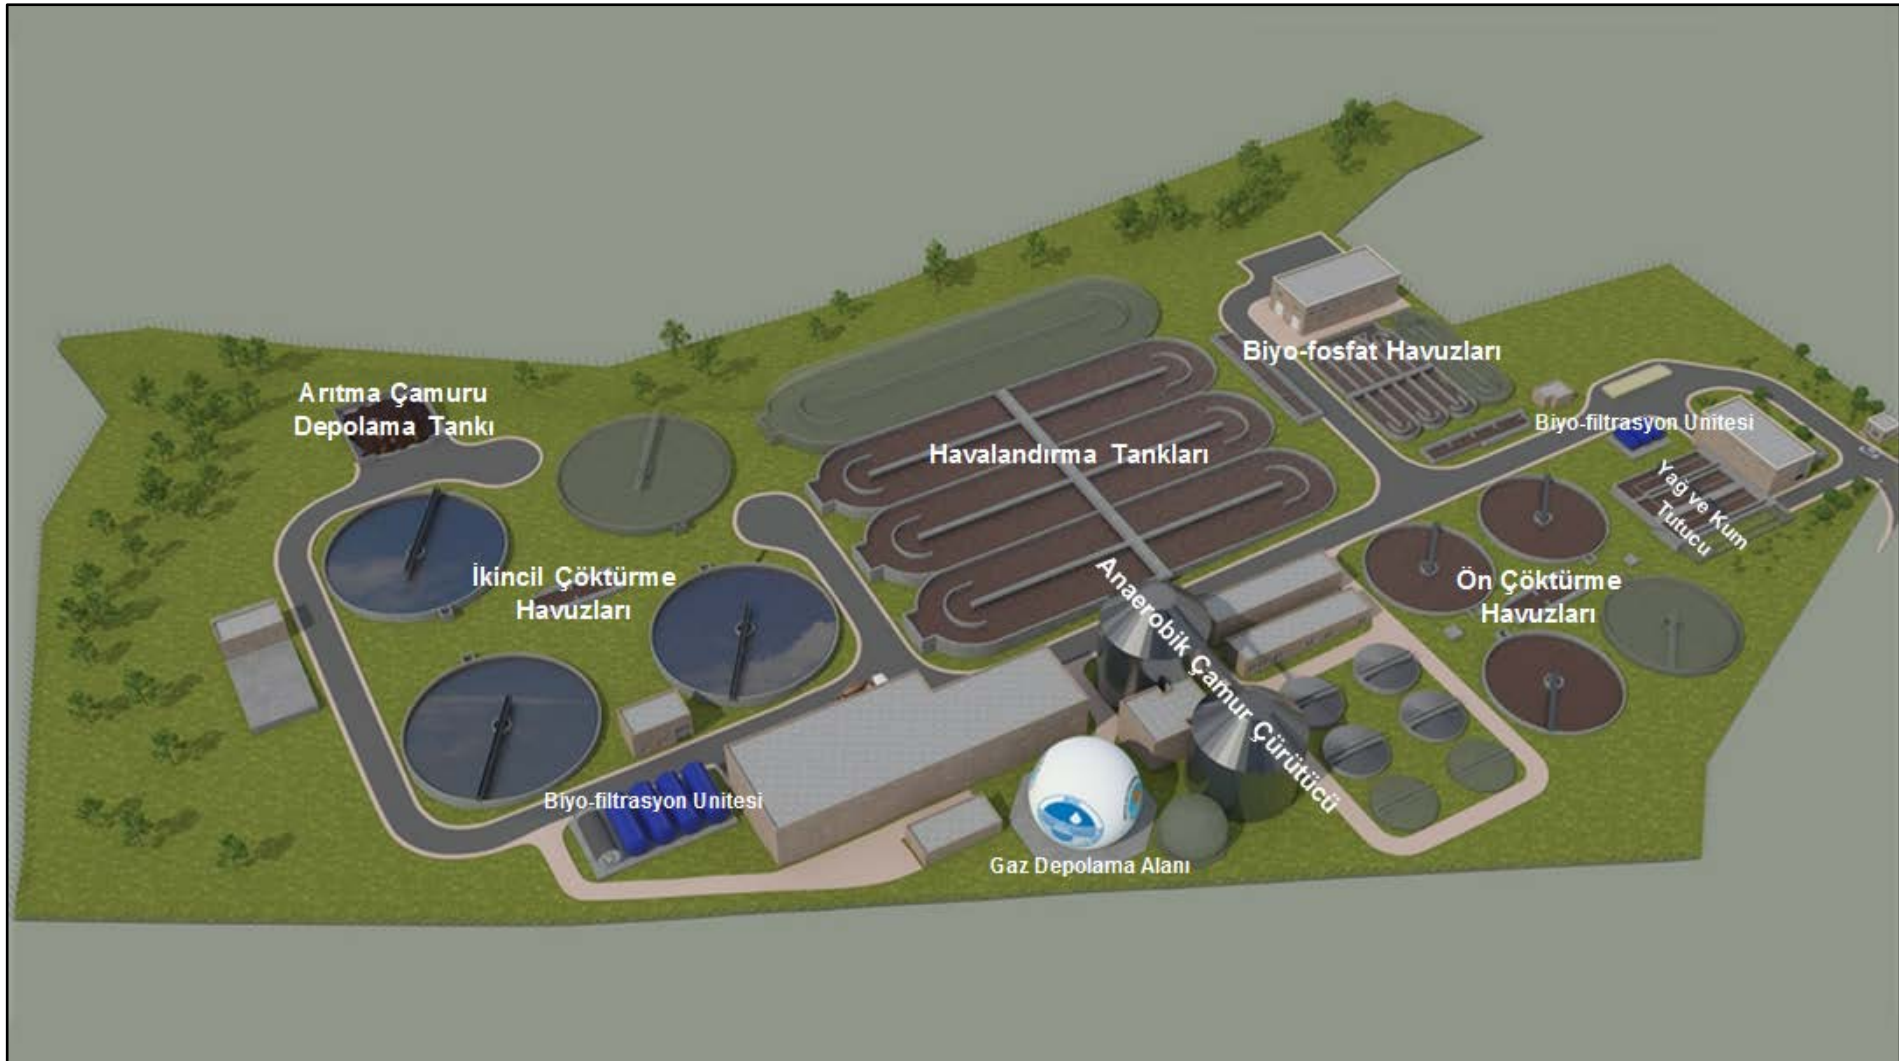 Biyo-fosfat Havuzları
Arıtma Çamuru
Depolama Tankı
Biyo-filtrasyon Unitesi
Havalandırma Tankları
Yağ ve Kum
Tutucu
İkincil Çöktürme
Havuzları
Anaerobik Çamur Çürütücü
Ön Çöktürme
Havuzları
Biyo-filtrasyon Unitesi
Gaz Depolama Alanı